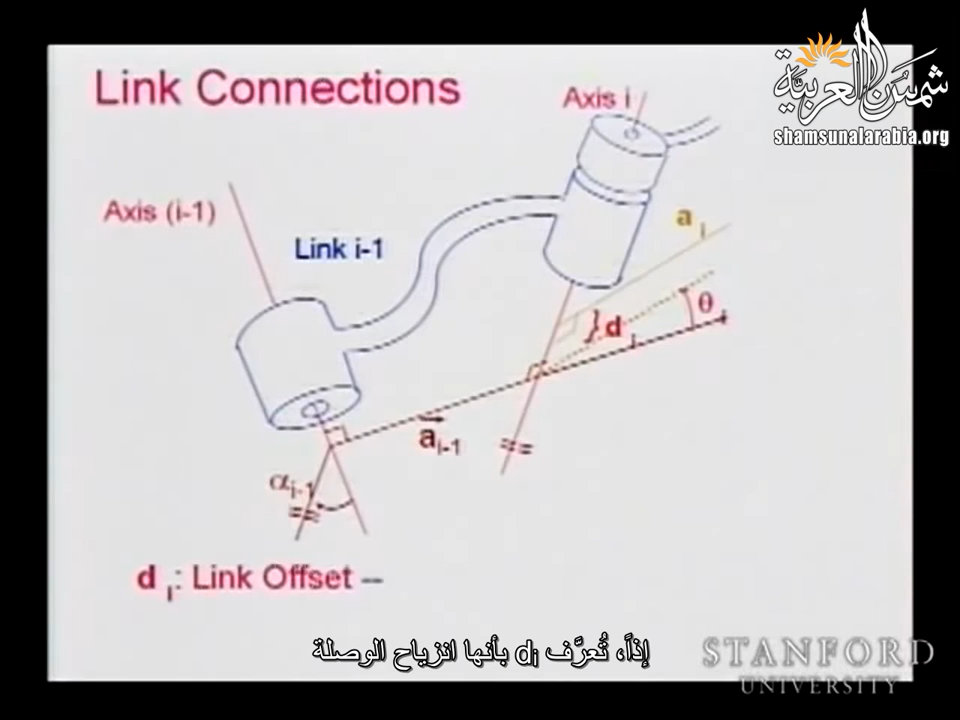 Link Connections
شمس العربية
shamsunalarabia.org
Axis i
Axis (i-1)
Link i-1
a i
θ
d i
a i-1
α i-1
d i: Link Offset --
إذاً، تُعرَّف di بأنها انزياح الوصلة
STANFORD
UNIVERSITY